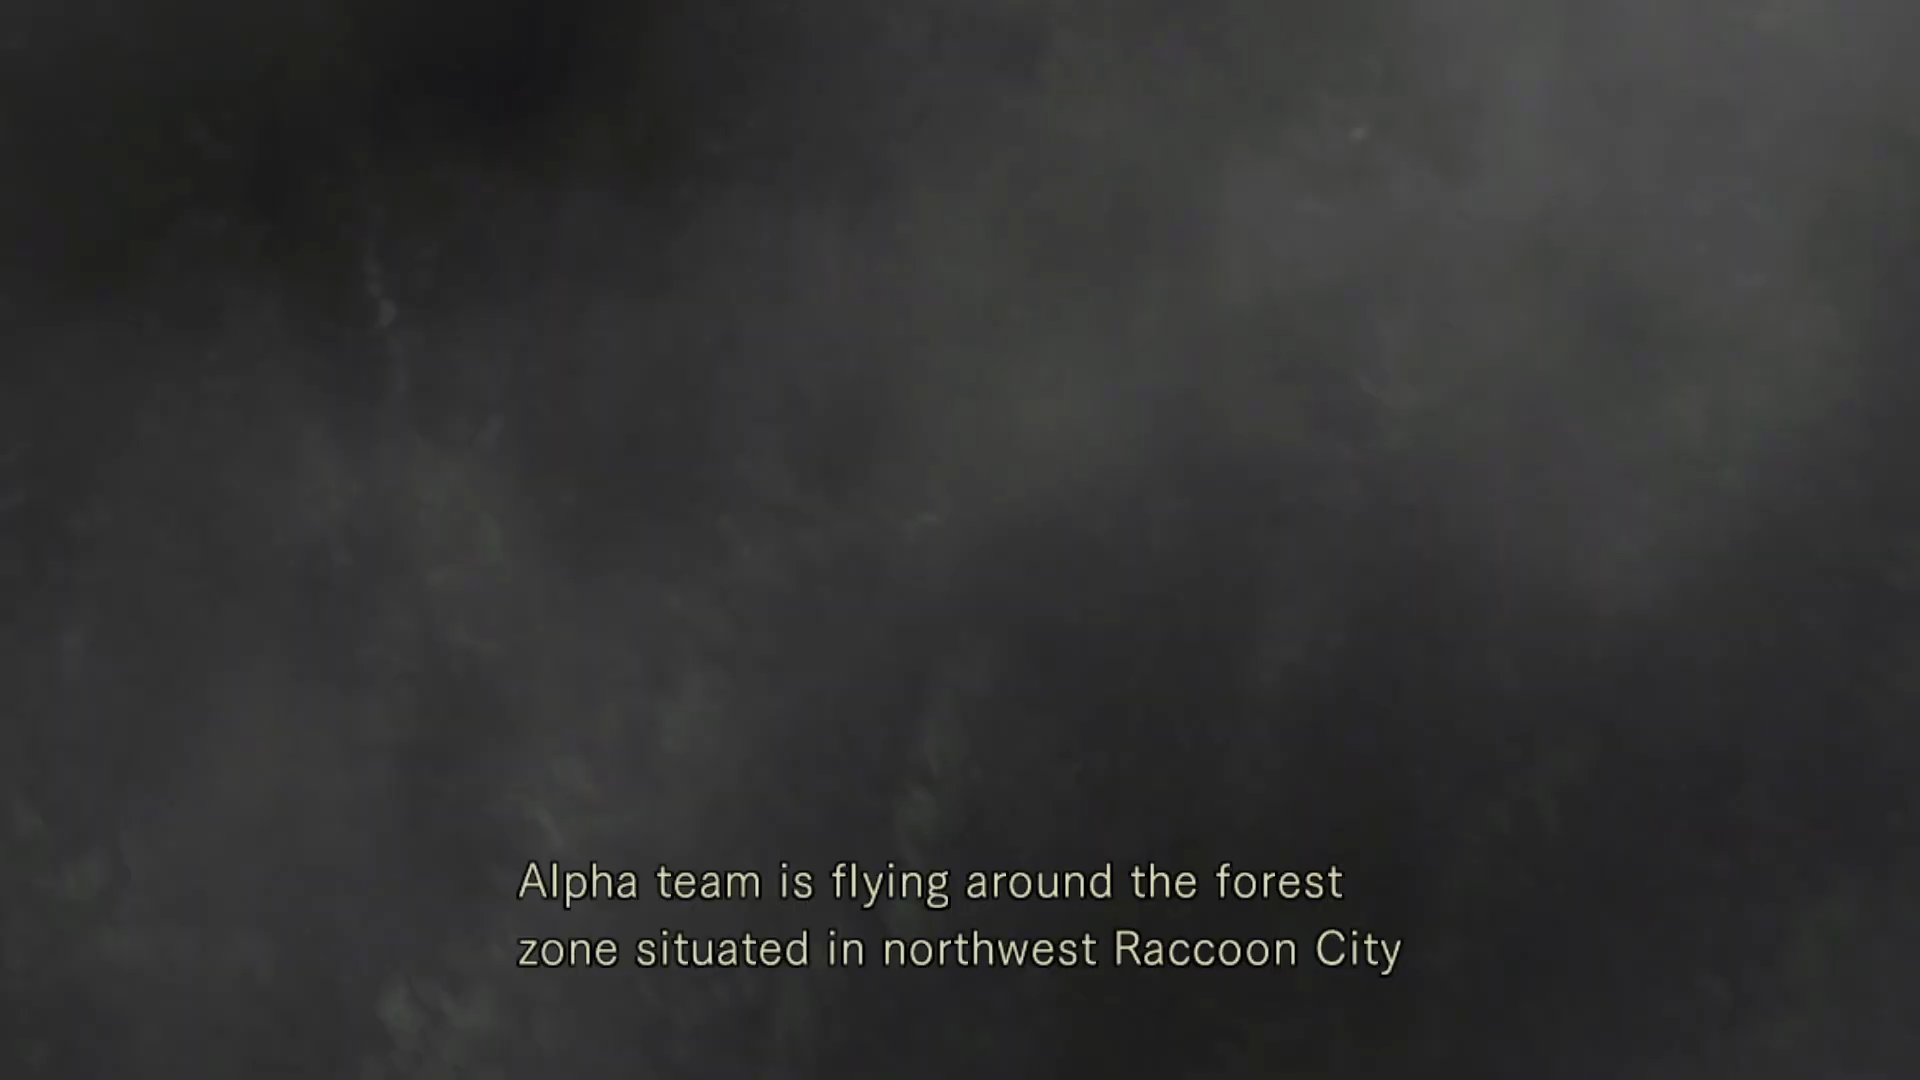 Alpha team is flying around the forest
zone situated in northwest Raccoon City